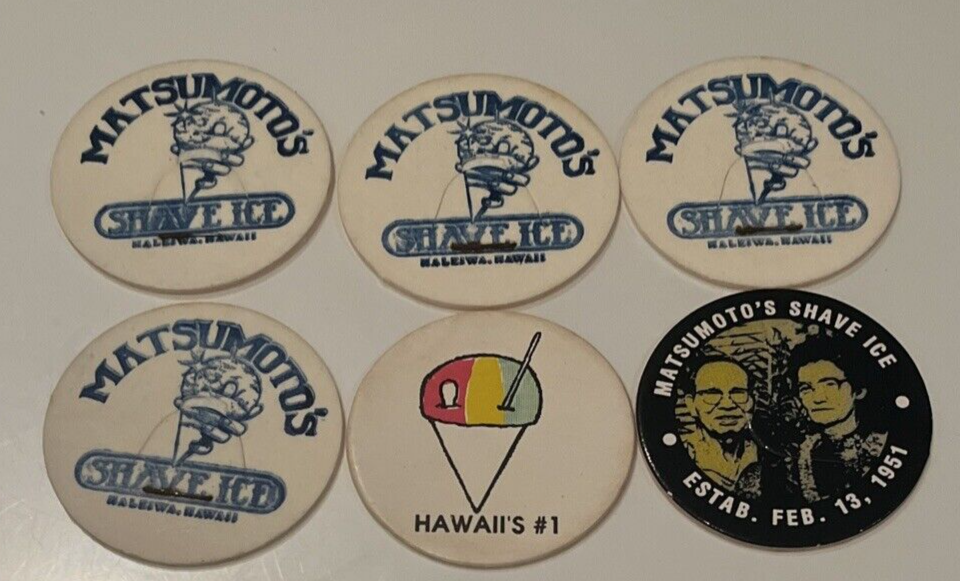 MATSUMOTO'S
SHAVE ICE
HALEIWA, HAWAII
MATSUMOTO'S
SHAVE ICE
HALEIWA, HAWAII
MATSUMOTO'S
SHAVE ICE
HALEIWA, HAWAII
MATSUMOTO'S
SHAVE ICE
HALEIWA, HAWAII
HAWAII'S #1
MATSUMOTO'S SHAVE ICE
ESTAB. FEB. 13, 1951